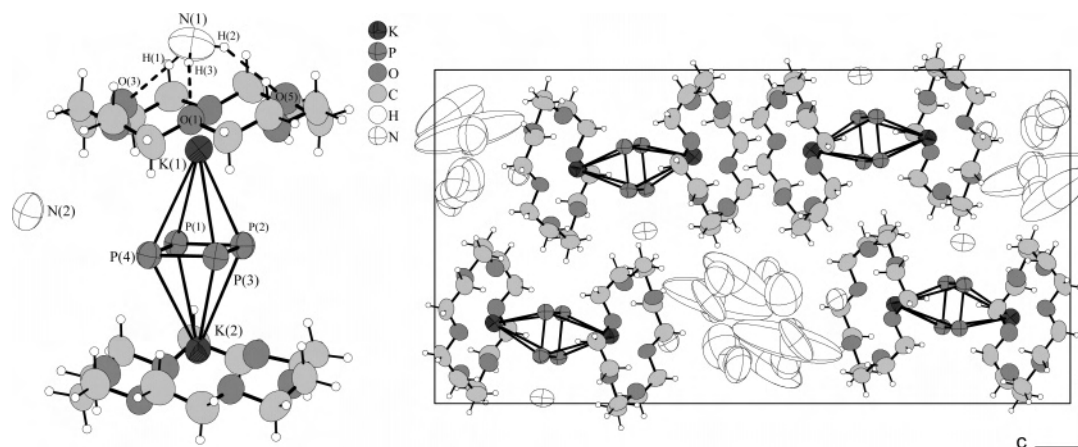 N(1)
H(2)
H(1)
H(3)
O(3)
O(5)
O(1)
K(1)
N(2)
P(1)
P(2)
P(4)
P(3)
K(2)
K
P
O
C
H
N
c